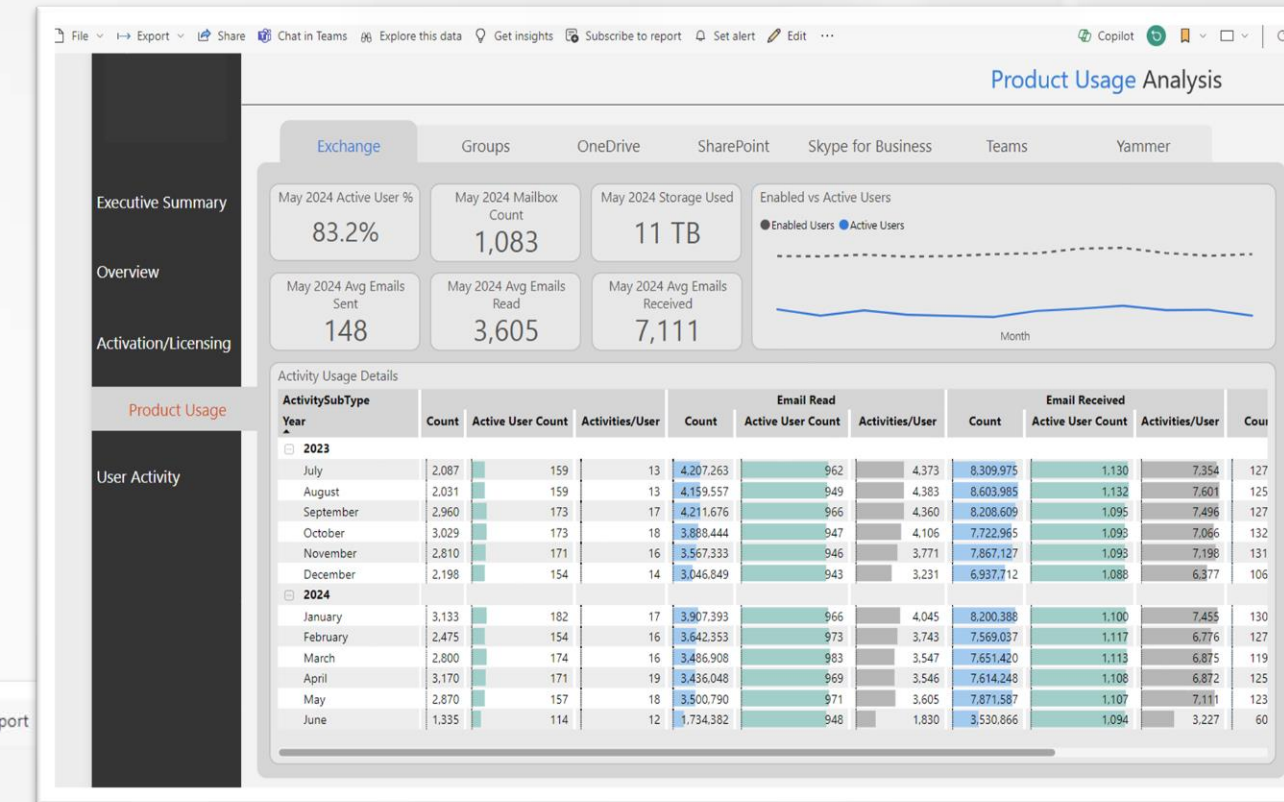 File Export Share Chat in Teams Explore this data Get insights Subscribe to report Set alert Edit ... Copilot
Product Usage Analysis
Exchange Groups OneDrive SharePoint Skype for Business Teams Yammer
Executive Summary
Overview
Activation/Licensing
Product Usage
User Activity
May 2024 Active User %
83.2%
May 2024 Mailbox
Count
1,083
May 2024 Storage Used
11 TB
May 2024 Avg Emails
Sent
148
May 2024 Avg Emails
Read
3,605
May 2024 Avg Emails
Received
7,111
Enabled vs Active Users
Enabled Users Active Users
Month
Activity Usage Details
ActivitySubType Email Read Email Received
Year Count Active User Count Activities/User Count Active User Count Activities/User Count Active User Count Activities/User Cour
2023
July 2,087 159 13 4,207,263 962 4,373 8,309,975 1,130 7,354 127
August 2,031 159 13 4,159,557 949 4,383 8,603,985 1,132 7,601 125
September 2,960 173 17 4,211,676 966 4,360 8,208,609 1,095 7,496 127
October 3,029 173 18 3,888,444 947 4,106 7,722,965 1,093 7,066 132
November 2,810 171 16 3,567,333 946 3,771 7,867,127 1,093 7,198 131
December 2,198 154 14 3,046,849 943 3,231 6,937,712 1,088 6,377 106
2024
January 3,133 182 17 3,907,393 966 4,045 8,200,388 1,100 7,455 130
February 2,475 154 16 3,642,353 973 3,743 7,569,037 1,117 6,776 127
March 2,800 174 16 3,486,908 983 3,547 7,651,420 1,113 6,875 119
April 3,170 171 19 3,436,048 969 3,546 7,614,248 1,108 6,872 125
May 2,870 157 18 3,500,790 971 3,605 7,871,587 1,107 7,111 123
June 1,335 114 12 1,734,382 948 1,830 3,530,866 1,094 3,227 60
port